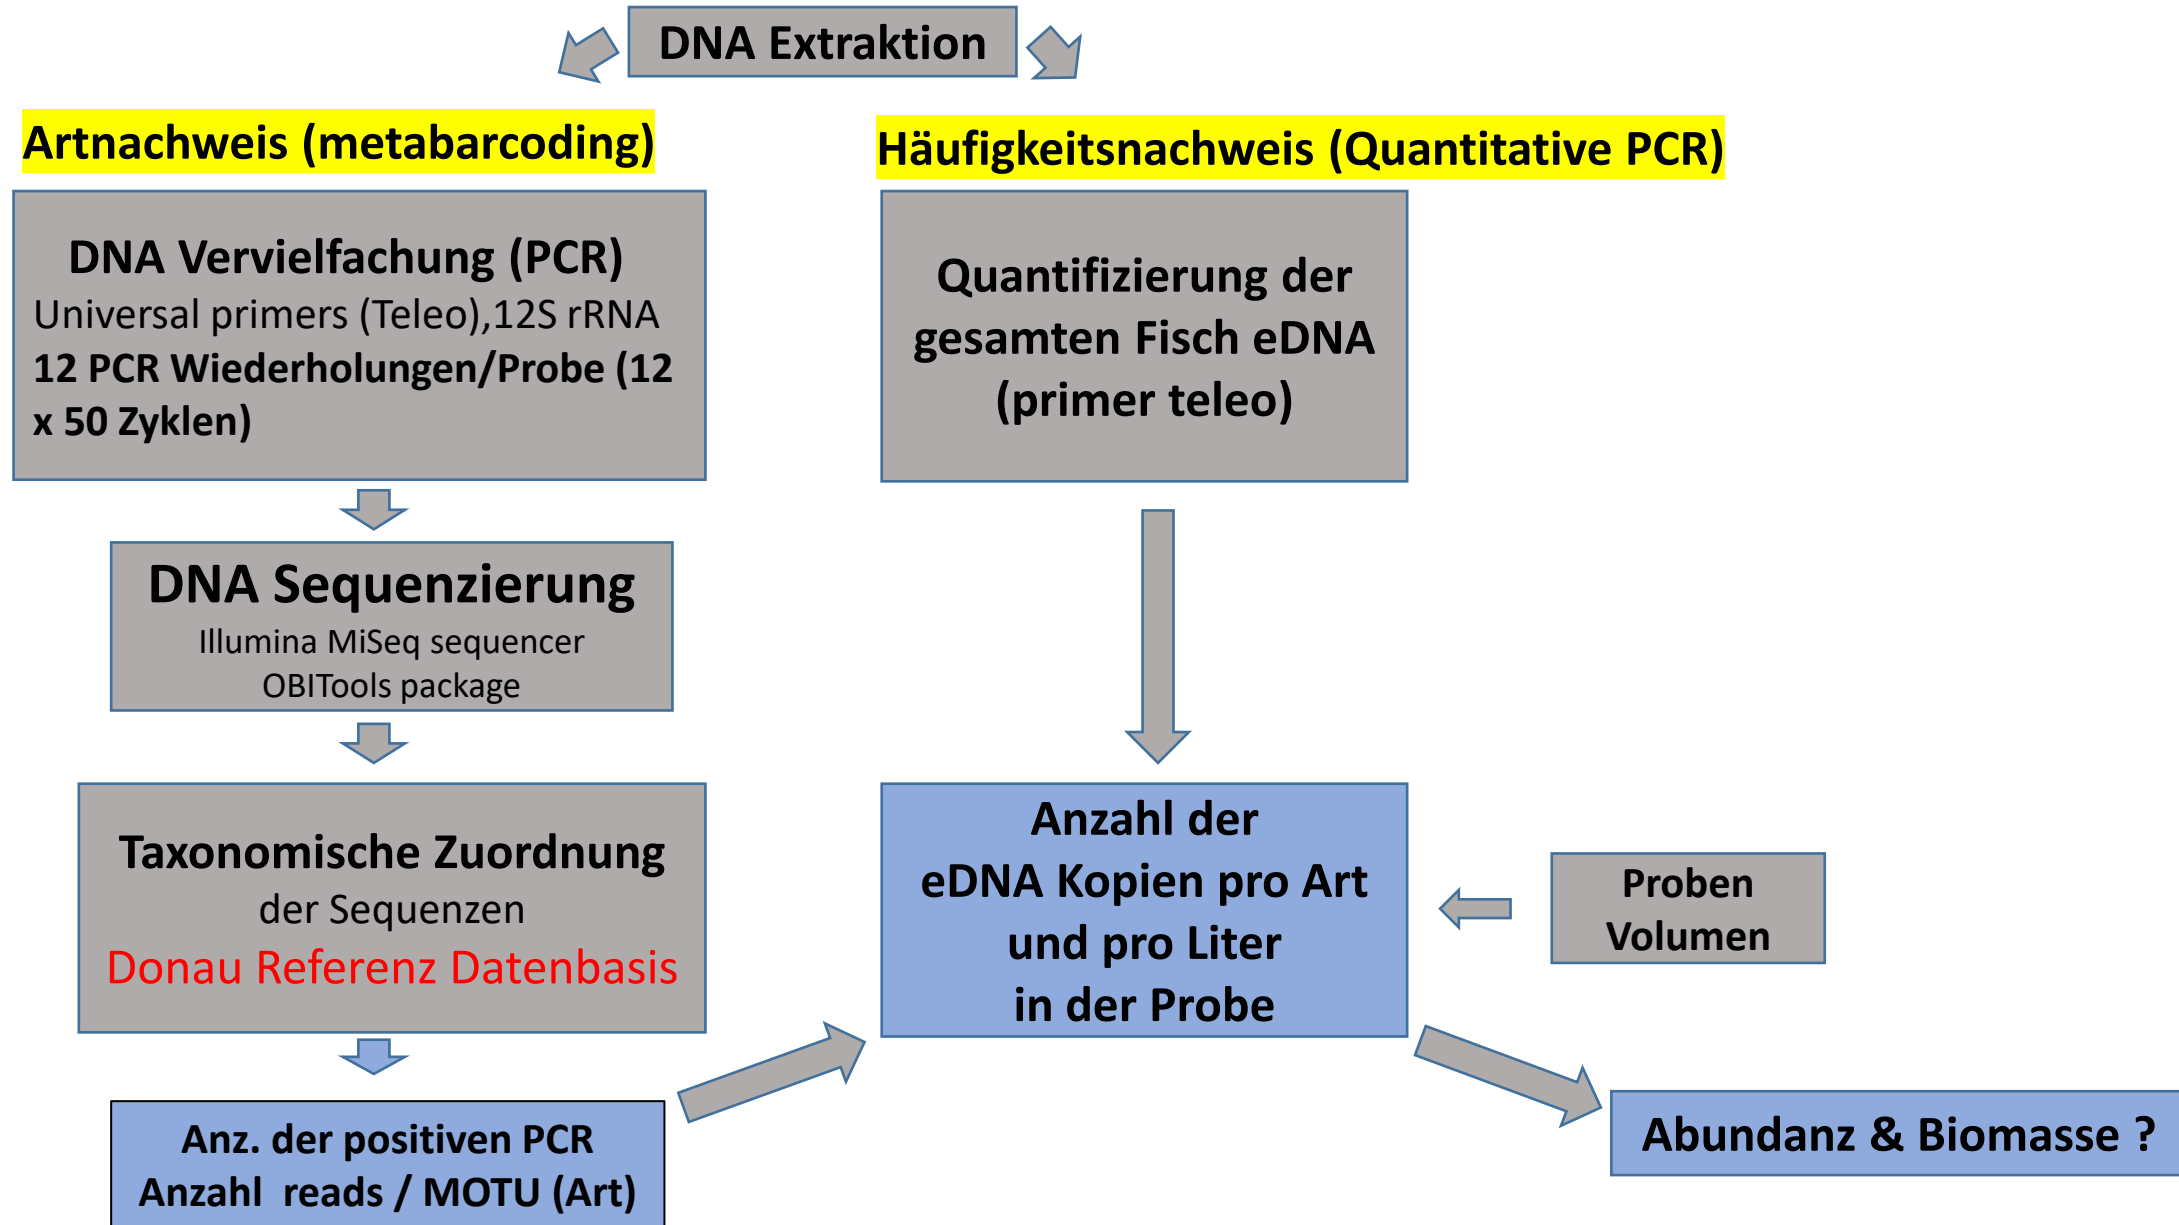 DNA Extraktion
Artnachweis (metabarcoding)
DNA Vervielfachung (PCR)
Universal primers (Teleo),12S rRNA
12 PCR Wiederholungen/Probe (12
x 50 Zyklen)
DNA Sequenzierung
Illumina MiSeq sequencer
OBITools package
Taxonomische Zuordnung
der Sequenzen
Donau Referenz Datenbasis
Anz. der positiven PCR
Anzahl  reads / MOTU (Art)
Häufigkeitsnachweis (Quantitative PCR)
Quantifizierung der
gesamten Fisch eDNA
(primer teleo)
Anzahl der
eDNA Kopien pro Art
und pro Liter
in der Probe
Proben
Volumen
Abundanz & Biomasse ?